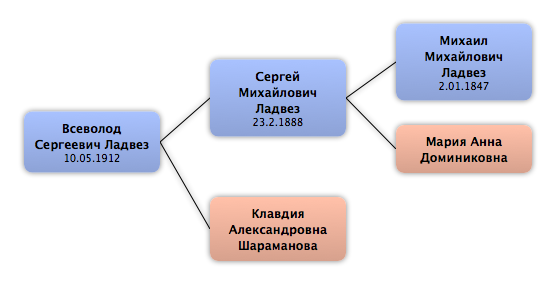 Михаил
Михайлович
Ладвез
2.01.1847
Сергей
Михайлович
Ладвез
23.2.1888
Всеволод
Сергеевич Ладвез
10.05.1912
Мария Анна
Доминиковна
Клавдия
Александровна
Шараманова